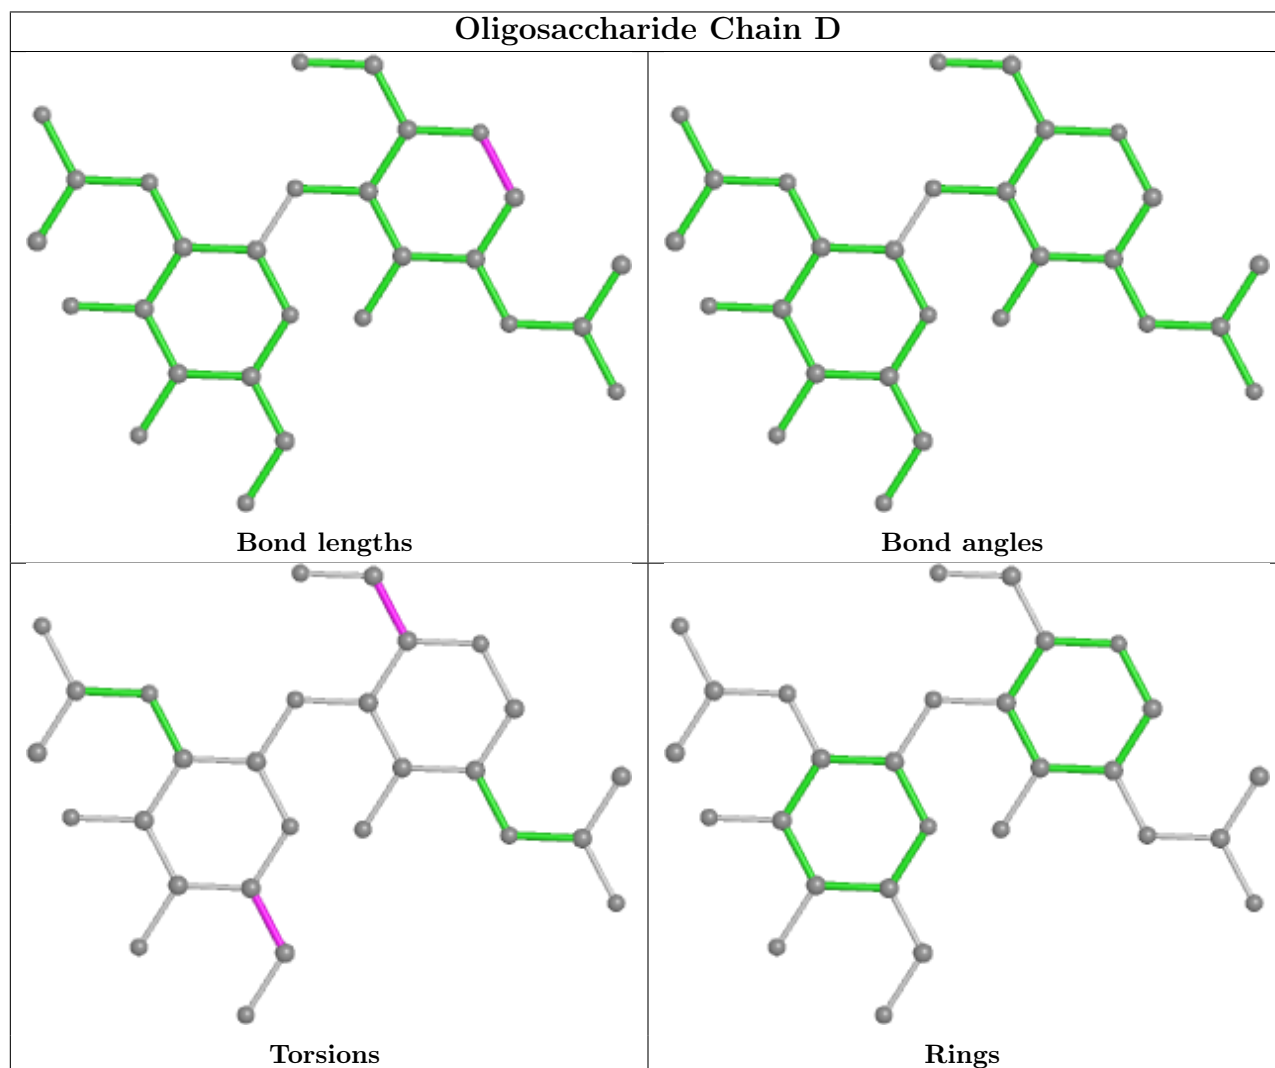 Oligosaccharide Chain D
Bond lengths
Bond angles
Torsions
Rings